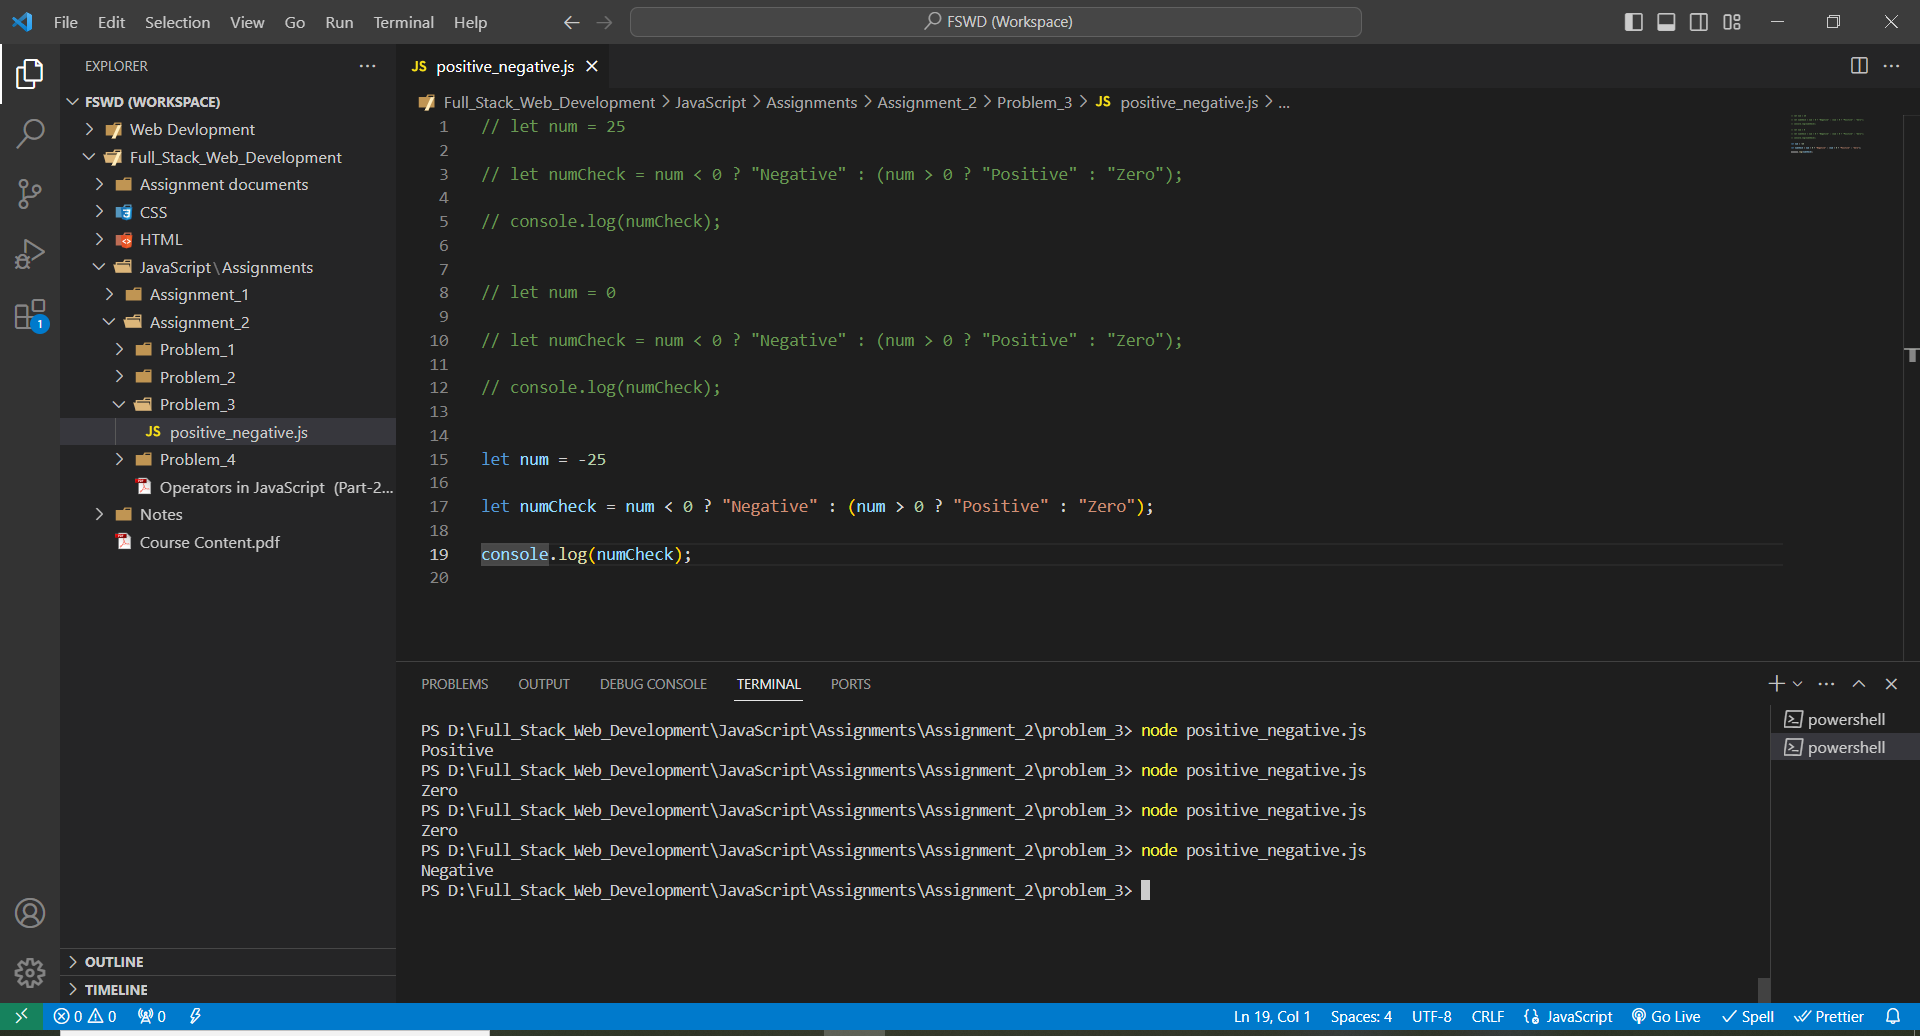 File Edit Selection View Go Run Terminal Help
FSWD (Workspace)
EXPLORER
FSWD (WORKSPACE)
Web Devlopment
Full_Stack_Web_Development
Assignment documents
CSS
HTML
JavaScript\Assignments
Assignment_1
Assignment_2
Problem_1
Problem_2
Problem_3
JS positive_negative.js
Problem_4
Operators in JavaScript (Part-2...
Notes
Course Content.pdf
OUTLINE
TIMELINE
JS positive_negative.js
Full_Stack_Web_Development > JavaScript > Assignments > Assignment_2 > Problem_3 > JS positive_negative.js > ...
1 // let num = 25
2
3 // let numCheck = num < 0 ? "Negative" : (num > 0 ? "Positive" : "Zero");
4
5 // console.log(numCheck);
6
7
8 // let num = 0
9
10 // let numCheck = num < 0 ? "Negative" : (num > 0 ? "Positive" : "Zero");
11
12 // console.log(numCheck);
13
14
15 let num = -25
16
17 let numCheck = num < 0 ? "Negative" : (num > 0 ? "Positive" : "Zero");
18
19 console.log(numCheck);
20
PROBLEMS OUTPUT DEBUG CONSOLE TERMINAL PORTS
PS D:\Full_Stack_Web_Development\JavaScript\Assignments\Assignment_2\problem_3> node positive_negative.js
Positive
PS D:\Full_Stack_Web_Development\JavaScript\Assignments\Assignment_2\problem_3> node positive_negative.js
Zero
PS D:\Full_Stack_Web_Development\JavaScript\Assignments\Assignment_2\problem_3> node positive_negative.js
Zero
PS D:\Full_Stack_Web_Development\JavaScript\Assignments\Assignment_2\problem_3> node positive_negative.js
Negative
PS D:\Full_Stack_Web_Development\JavaScript\Assignments\Assignment_2\problem_3>
powershell
powershell
1
0 0 0
Ln 19, Col 1 Spaces: 4 UTF-8 CRLF JavaScript Go Live Spell Prettier